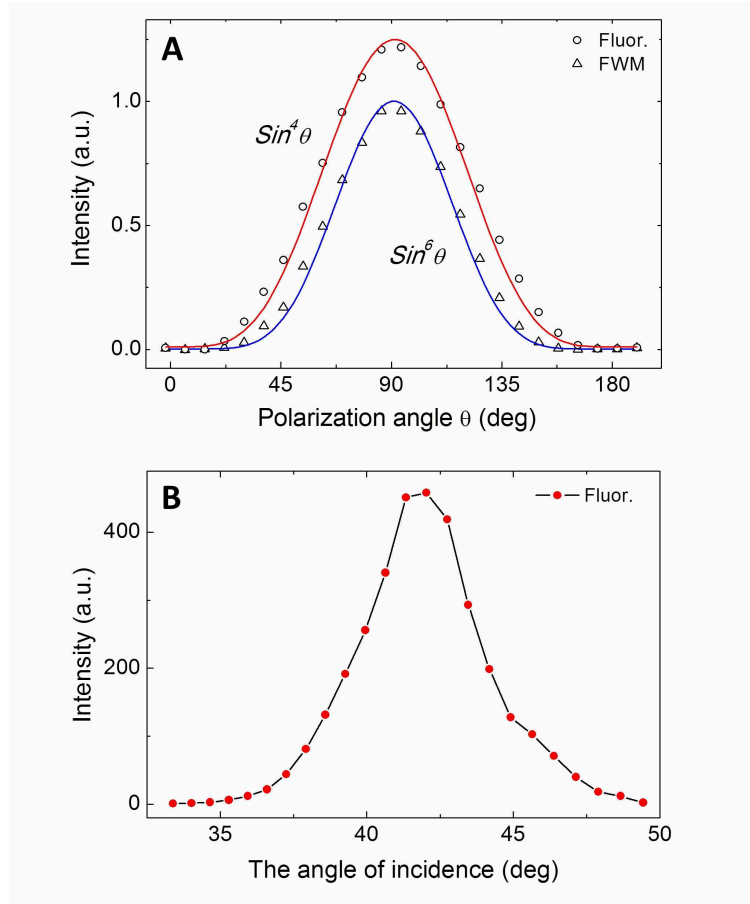 A
Fluor.
FWM
Sin⁴θ
Sin⁶θ
1.0
0.5
0.0
Intensity (a.u.)
0 45 90 135 180
Polarization angle θ (deg)
B
Fluor.
400
200
0
Intensity (a.u.)
35 40 45 50
The angle of incidence (deg)